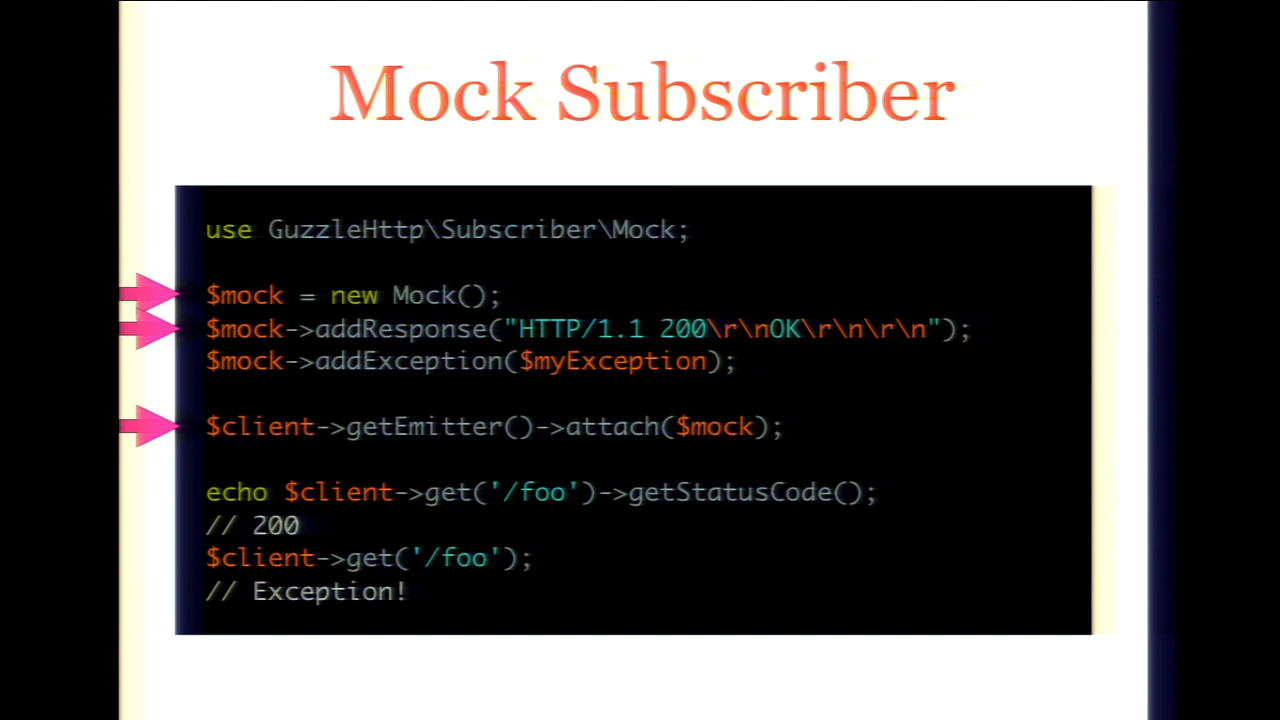 Mock Subscriber
use GuzzleHttp\Subscriber\Mock;
$mock = new Mock();
$mock->addResponse("HTTP/1.1 200\r\nOK\r\n\r\n");
$mock->addException($myException);
$client->getEmitter()->attach($mock);
echo $client->get('/foo')->getStatusCode();
// 200
$client->get('/foo');
// Exception!